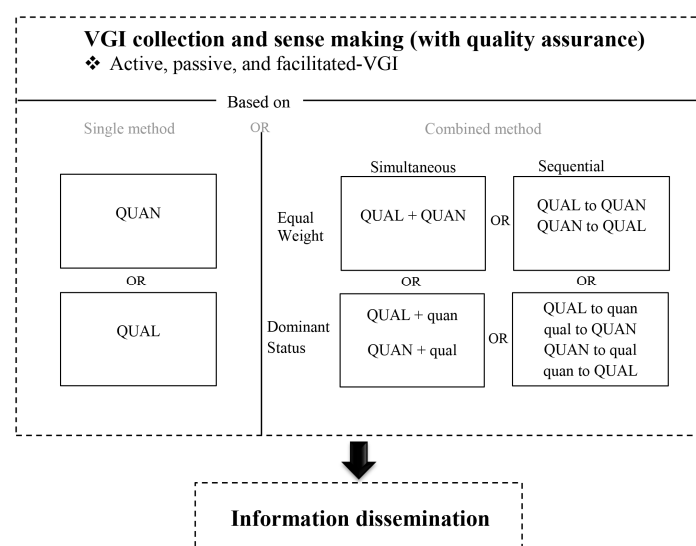 VGI collection and sense making (with quality assurance)
❖ Active, passive, and facilitated-VGI
Based on
Single method
OR
Combined method
Simultaneous
Sequential
QUAN
OR
QUAL
Equal
Weight
QUAL + QUAN
OR
QUAL to QUAN
QUAN to QUAL
OR
OR
Dominant
Status
QUAL + quan
QUAN + qual
OR
QUAL to quan
qual to QUAN
QUAN to qual
quan to QUAL
Information dissemination